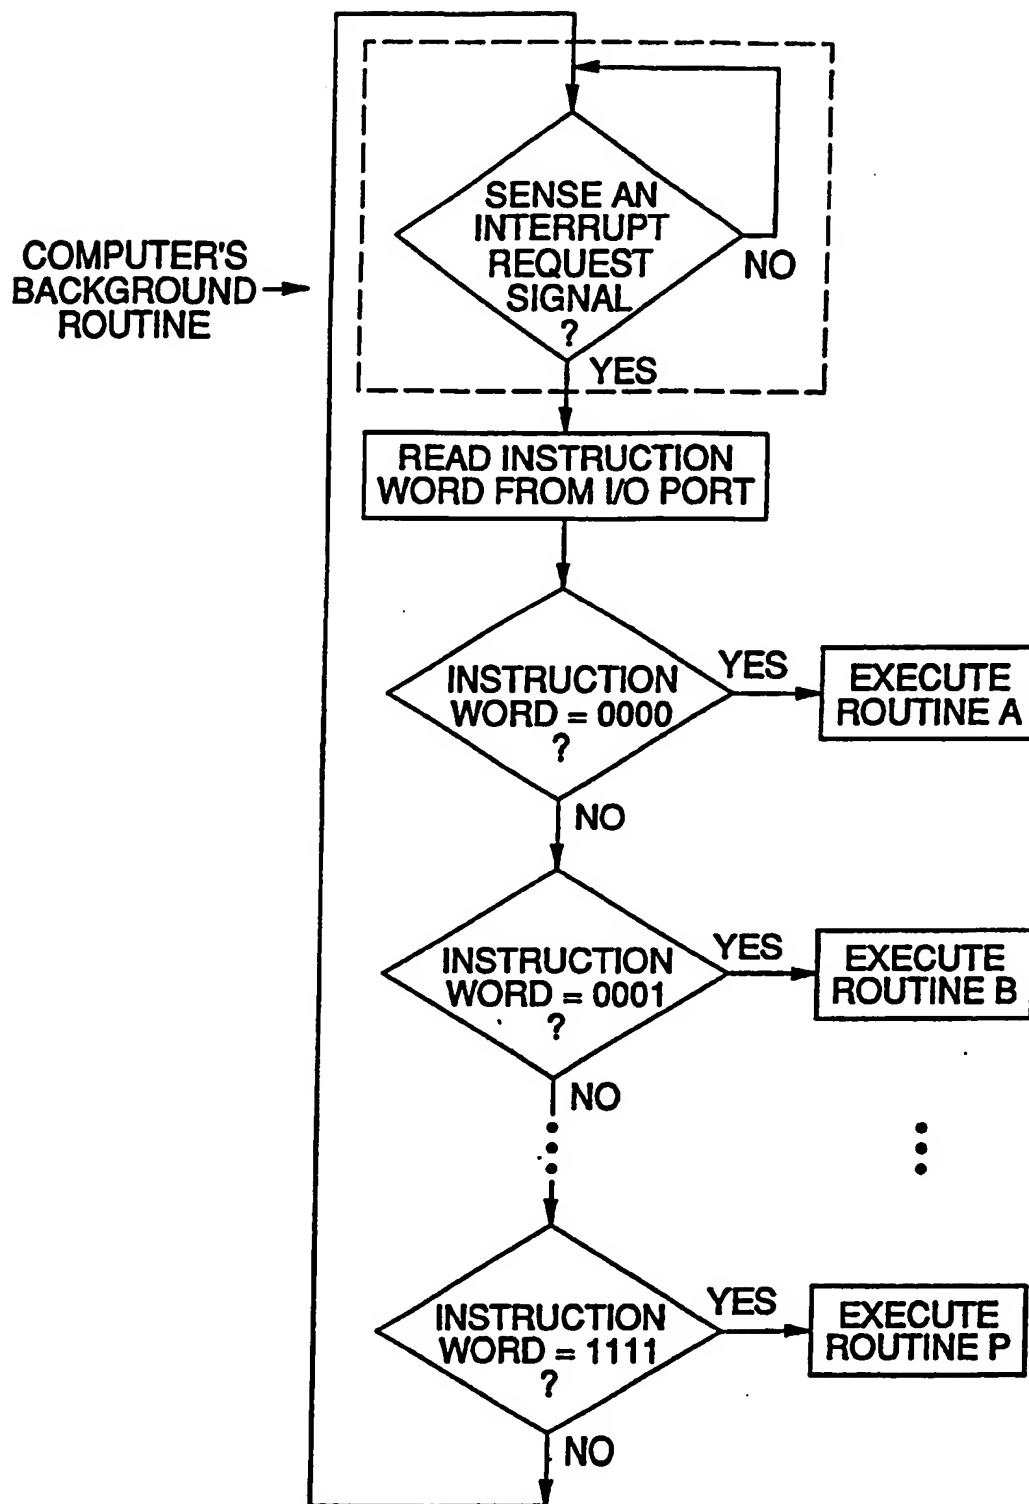 SENSE AN
INTERRUPT
REQUEST
SIGNAL
?
NO
COMPUTER'S
BACKGROUND
ROUTINE
YES
READ INSTRUCTION
WORD FROM I/O PORT
INSTRUCTION
WORD = 0000
?
YES
EXECUTE
ROUTINE A
NO
INSTRUCTION
WORD = 0001
?
YES
EXECUTE
ROUTINE B
NO
INSTRUCTION
WORD = 1111
?
YES
EXECUTE
ROUTINE P
NO